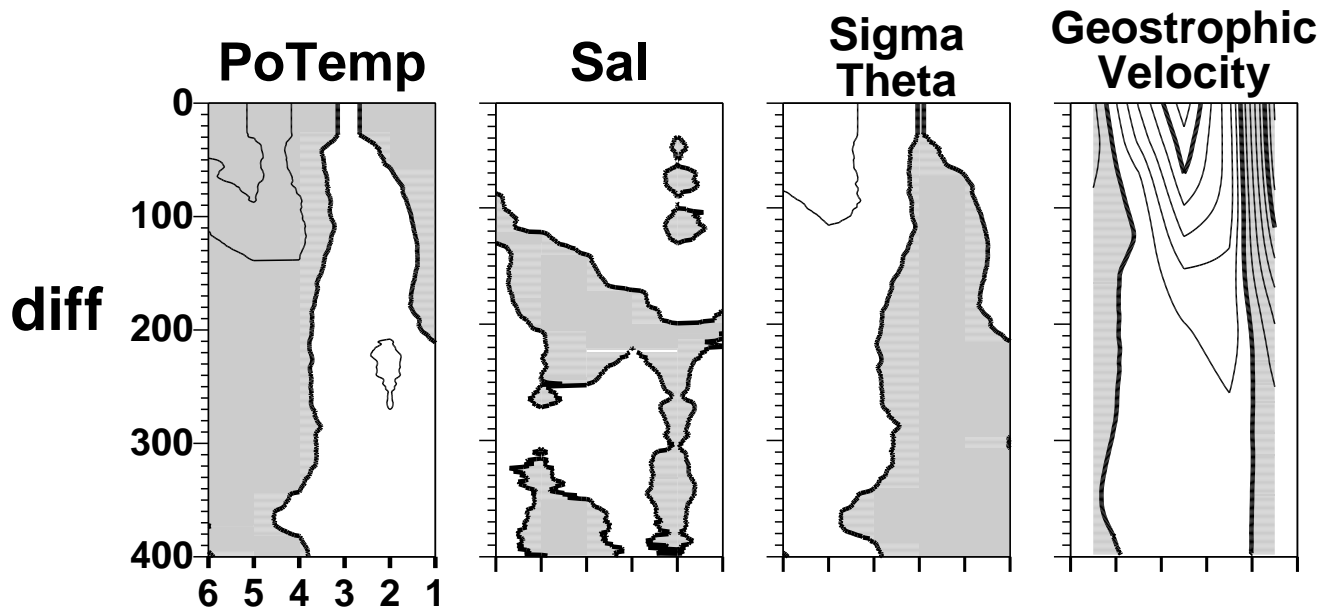 PoTemp
Sal
Sigma
Theta
Geostrophic
Velocity
diff
0
100
200
300
400
6 5 4 3 2 1